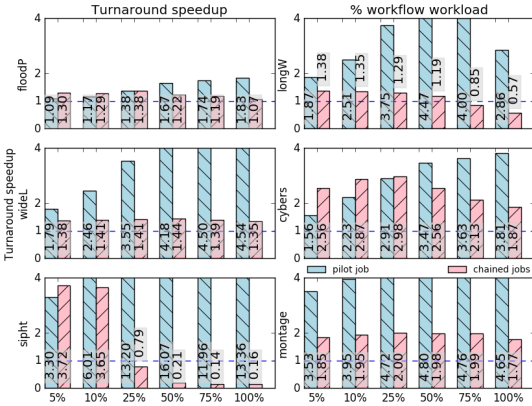 Turnaround speedup
% workflow workload
floodP
4
2
1
0
1.09 1.30 1.17 1.29 1.38 1.38 1.67 1.22 1.74 1.19 1.83 1.07
longW
4
2
1
0
1.87 1.38 2.51 1.35 3.75 1.29 4.47 1.19 4.00 0.85 2.86 0.57
Turnaround speedup
wideL
4
2
1
0
1.79 1.38 2.46 1.41 3.55 1.41 4.18 1.44 4.50 1.39 4.54 1.35
cybers
4
2
1
0
1.56 2.56 2.23 2.87 2.91 2.98 3.47 2.56 3.63 2.13 3.81 1.87
pilot job
chained jobs
sipht
4
2
1
0
3.30 3.72 6.01 3.65 13.20 0.79 16.07 0.21 11.96 0.14 13.36 0.16
montage
4
2
1
0
3.53 1.85 3.95 1.95 4.72 2.00 4.80 1.98 4.76 1.99 4.65 1.77
5% 10% 25% 50% 75% 100%
5% 10% 25% 50% 75% 100%